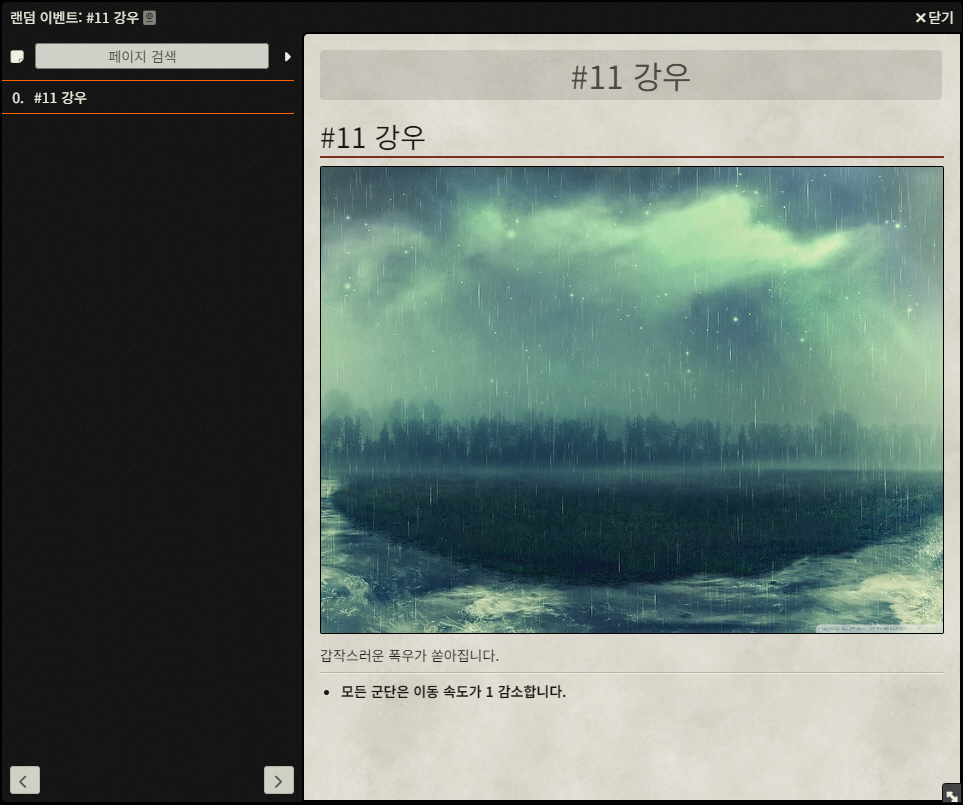 랜덤 이벤트: #11 강우
닫기
페이지 검색
0. #11 강우
#11 강우
#11 강우
갑작스러운 폭우가 쏟아집니다.
• 모든 군단은 이동 속도가 1 감소합니다.